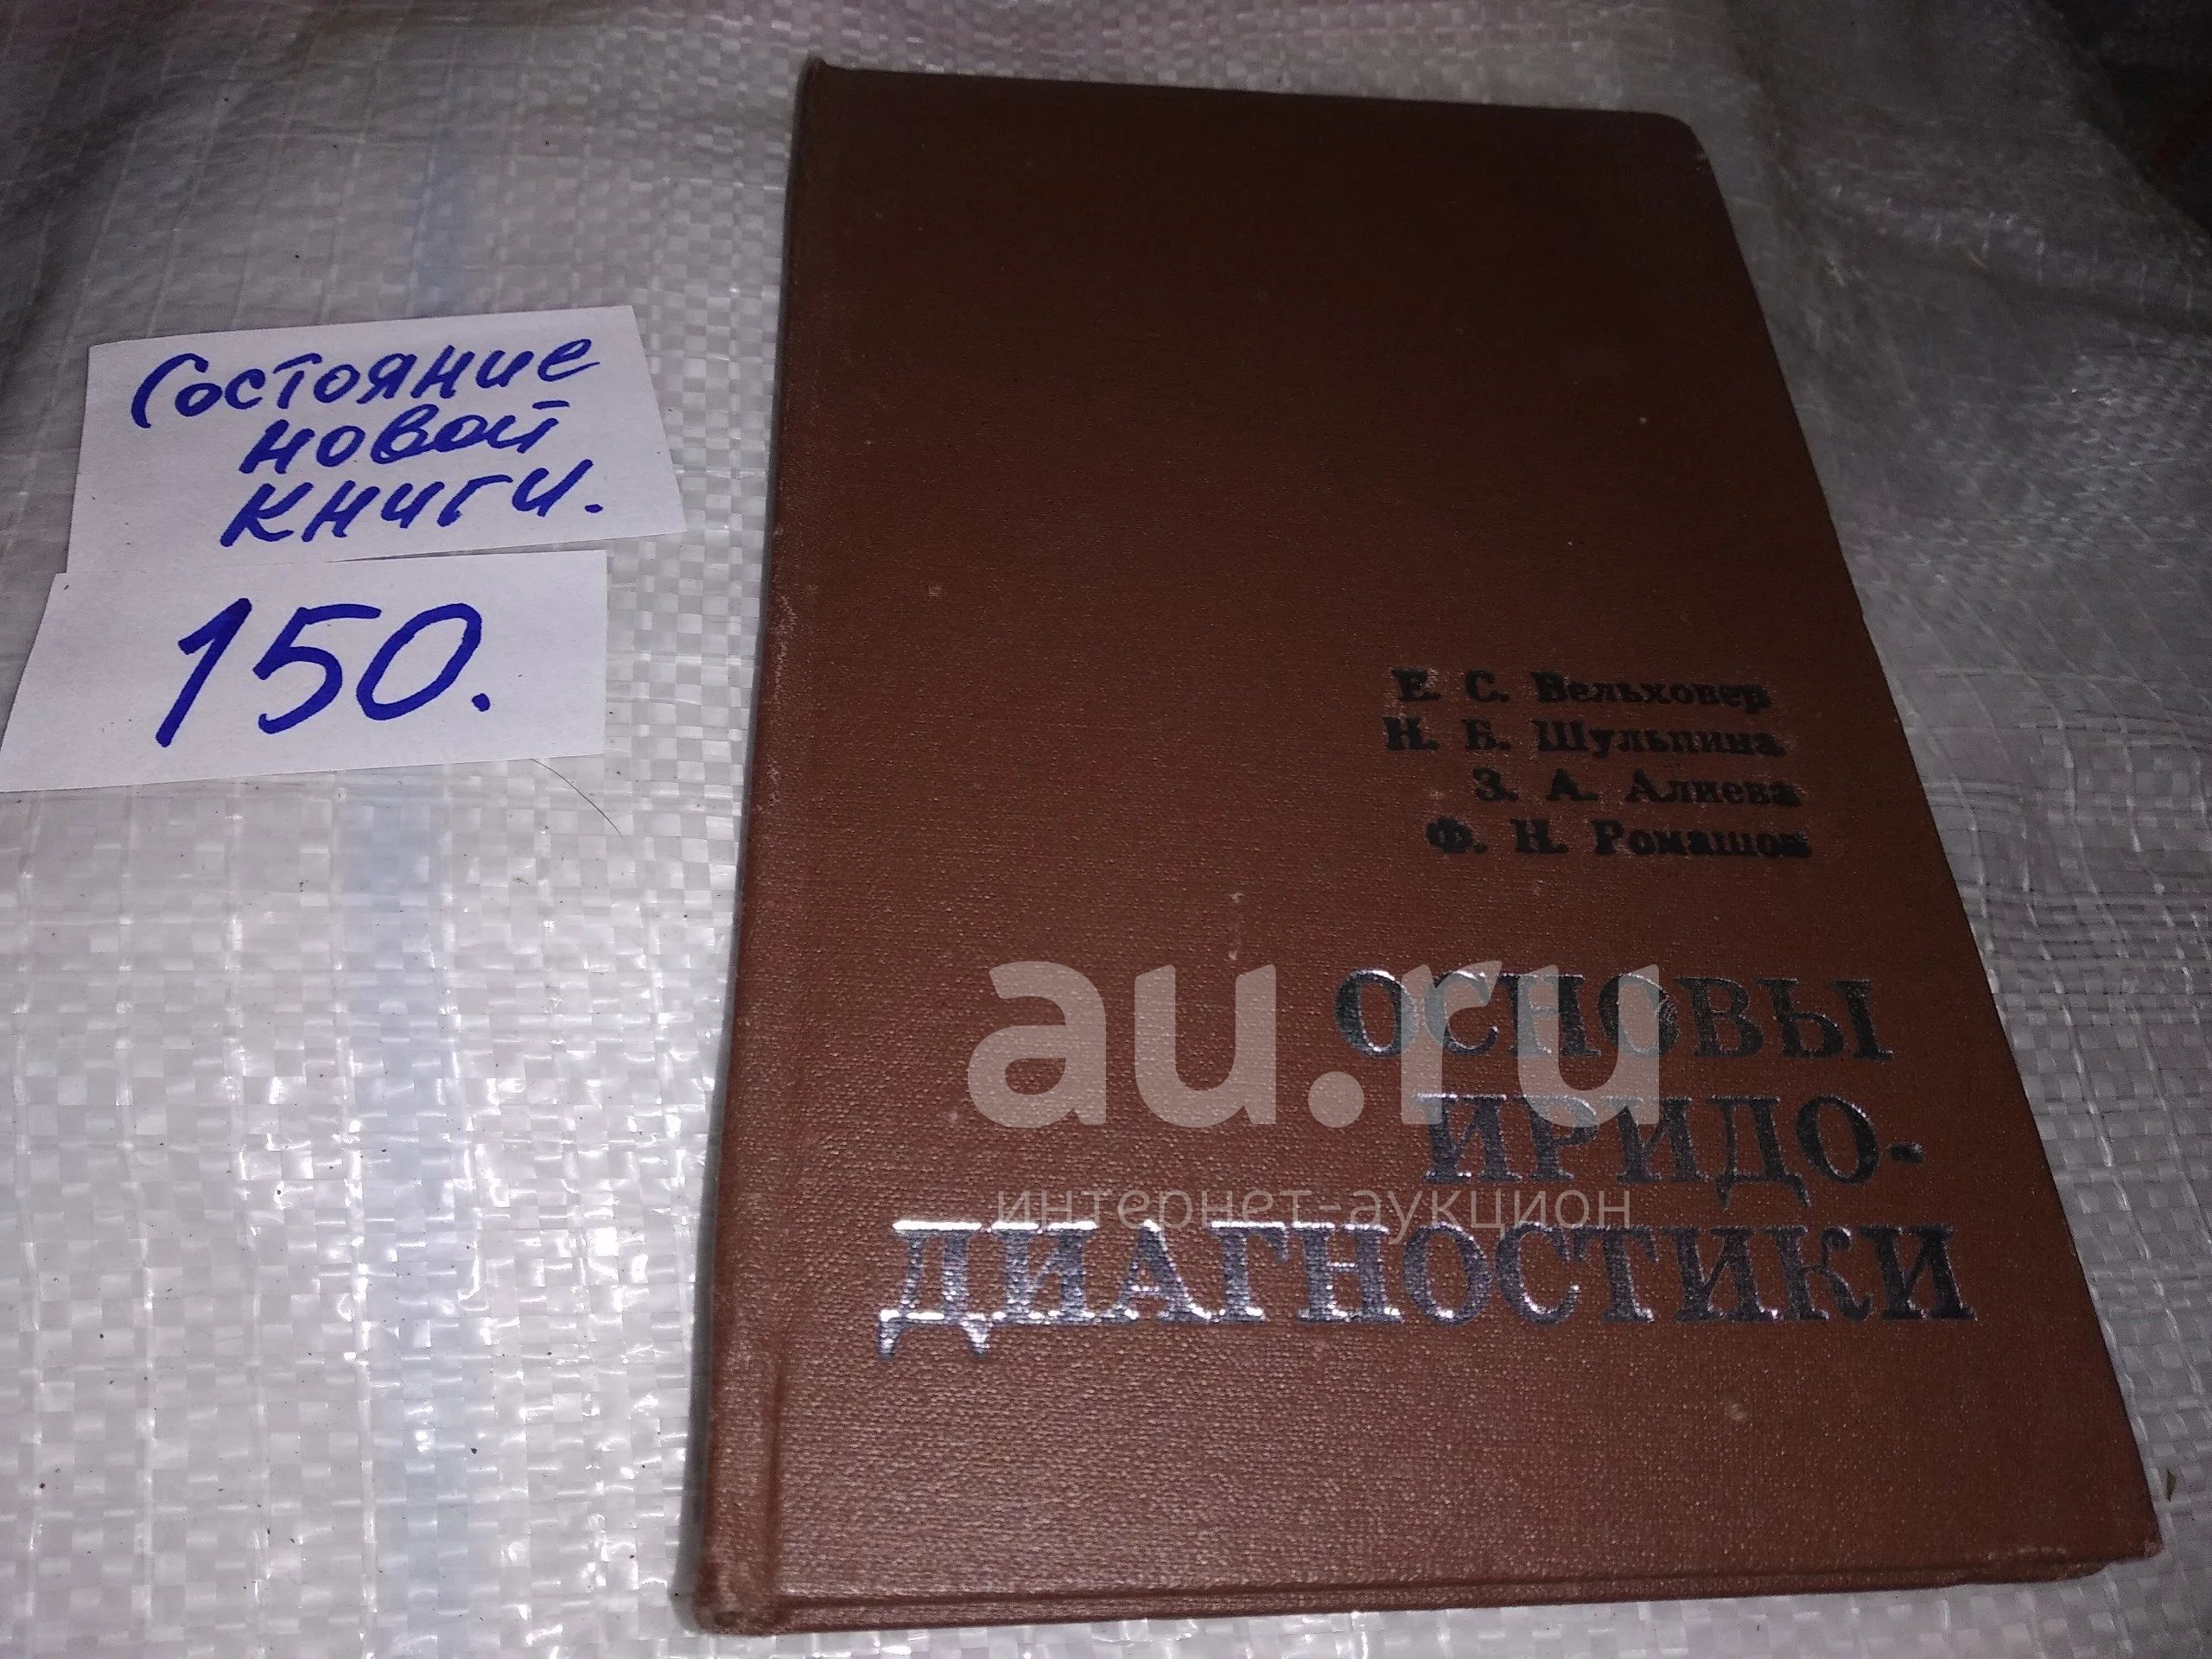 Состояние
новой
книги.
150.
Е. С. Вельховер
Н. Б. Шульпина
З. А. Алиева
Ф. Н. Ромашов
ОСНОВЫ
ИРИДО-
ДИАГНОСТИКИ
au.ru
интернет-аукцион